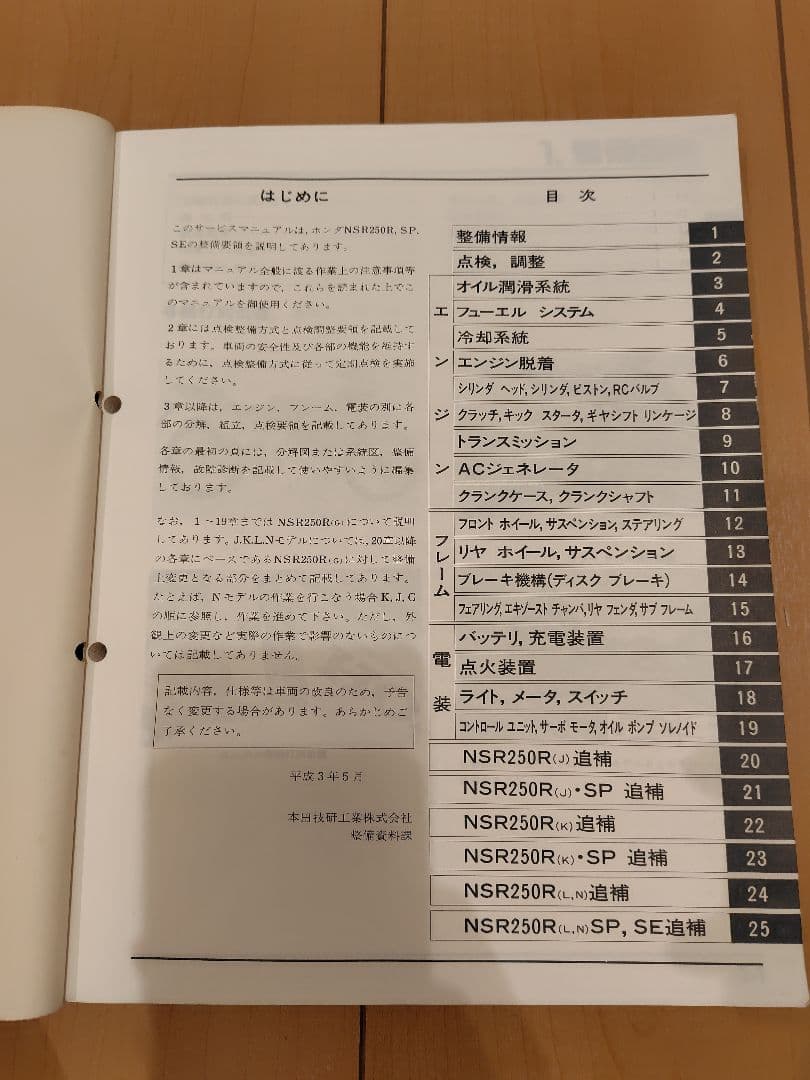 はじめに
このサービスマニュアルは,ホンダNSR250R, SP,
SEの整備要領を説明してあります。
1章はマニュアル全般に渡る作業上の注意事項等
が含まれていますので,これらを読まれた上でこ
のマニュアルを御使用ください。
2章には点検整備方式と点検調整要領を記載して
おります。車両の安全性及び各部の機能を維持す
るために,点検整備方式に従って定期点検を実施
してください。
3章以降は,エンジン,フレーム,電装の別に各
部の分解,組立,点検要領を記載してあります。
各章の最初の頁には,分解図または系統図,整備
情報,故障診断を記載して使いやすいように編集
しております。
なお,1〜19章まではNSR250R(G)について説明
してあります。J.K.L.Nモデルについては,20章以降
の各章にベースであるNSR250R(G)に対して整備
上変更となる部分をまとめて記載してあります。
たとえば,Nモデルの作業を行こなう場合K, J, G
の順に参照し,作業を進めて下さい。ただし,外
観上の変更など実際の作業で影響のないものにつ
いては記載してありません。
記載内容,仕様等は車両の改良のため,予告
なく変更する場合があります。あらかじめご
了承ください。
平成3年5月
本田技研工業株式会社
整備資料課
目 次
整備情報 1
点検,調整 2
エンジン
オイル潤滑系統 3
フューエル システム 4
冷却系統 5
エンジン脱着 6
シリンダ ヘッド,シリンダ,ピストン,RCバルブ 7
クラッチ,キック スタータ,ギヤシフト リンケージ 8
トランスミッション 9
ACジェネレータ 10
クランクケース,クランクシャフト 11
フレーム
フロント ホイール,サスペンション,ステアリング 12
リヤ ホイール,サスペンション 13
ブレーキ機構(ディスク ブレーキ) 14
フェアリング,エキゾースト チャンバ,リヤ フェンダ,サブ フレーム 15
電装
バッテリ,充電装置 16
点火装置 17
ライト,メータ,スイッチ 18
コントロール ユニット,サーボ モータ,オイル ポンプ ソレノイド 19
NSR250R(J)追補 20
NSR250R(J)・SP 追補 21
NSR250R(K)追補 22
NSR250R(K)・SP 追補 23
NSR250R(L,N)追補 24
NSR250R(L,N)SP, SE追補 25